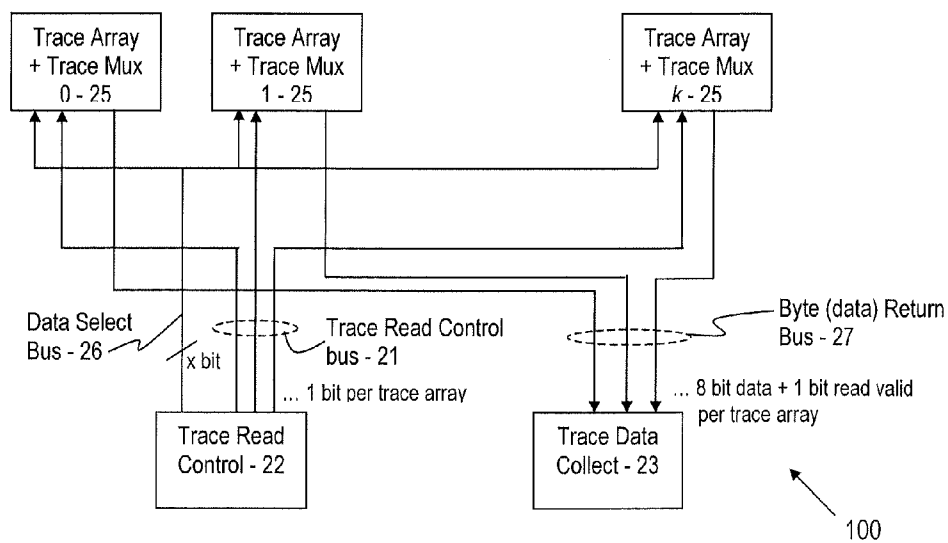 Trace Array
+ Trace Mux
0 - 25
Trace Array
+ Trace Mux
1 - 25
Trace Array
+ Trace Mux
k - 25
Data Select
Bus - 26
x bit
Trace Read Control
bus - 21
... 1 bit per trace array
Byte (data) Return
Bus - 27
... 8 bit data + 1 bit read valid
per trace array
Trace Read
Control - 22
Trace Data
Collect - 23
100